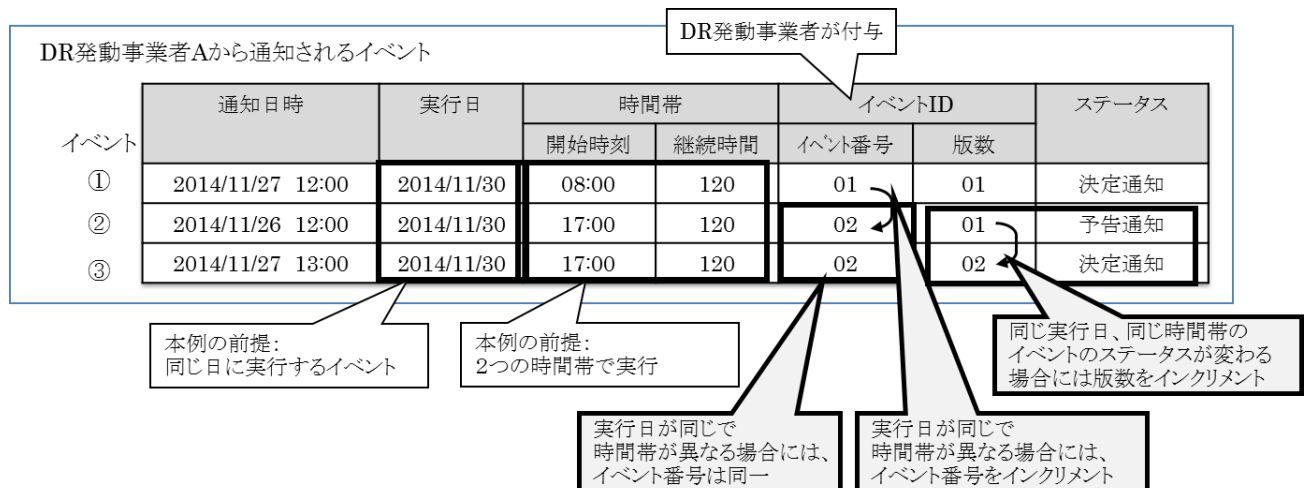 DR発動事業者が付与
DR発動事業者Aから通知されるイベント
通知日時 実行日 時間帯 イベントID ステータス
イベント 開始時刻 継続時間 イベント番号 版数
① 2014/11/27 12:00 2014/11/30 08:00 120 01 01 決定通知
② 2014/11/26 12:00 2014/11/30 17:00 120 02 01 予告通知
③ 2014/11/27 13:00 2014/11/30 17:00 120 02 02 決定通知
本例の前提:
同じ日に実行するイベント
本例の前提:
2つの時間帯で実行
同じ実行日、同じ時間帯の
イベントのステータスが変わる
場合には版数をインクリメント
実行日が同じで
時間帯が異なる場合には、
イベント番号は同一
実行日が同じで
時間帯が異なる場合には、
イベント番号をインクリメント